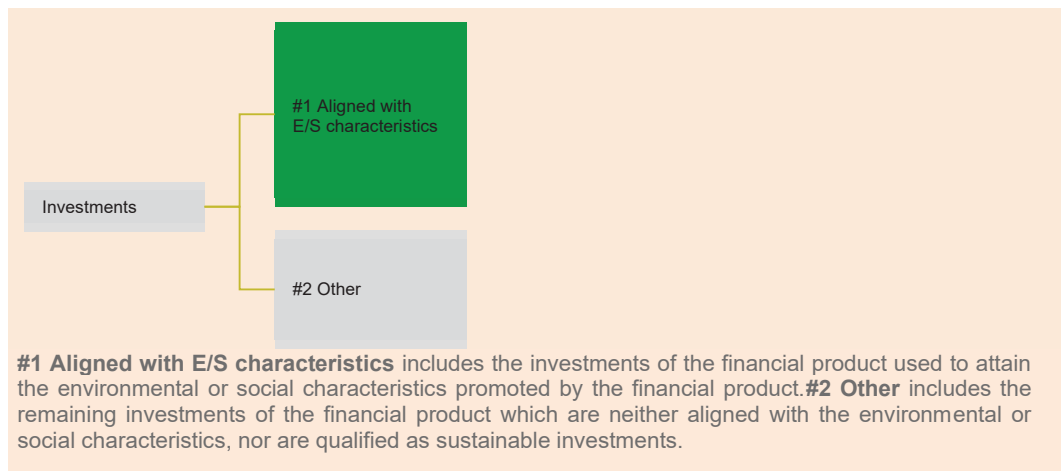 #1 Aligned with
E/S characteristics
Investments
#2 Other
#1 Aligned with E/S characteristics includes the investments of the financial product used to attain
the environmental or social characteristics promoted by the financial product.#2 Other includes the
remaining investments of the financial product which are neither aligned with the environmental or
social characteristics, nor are qualified as sustainable investments.